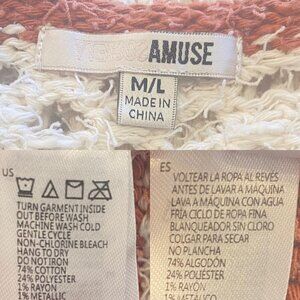 AMUSE
M/L
MADE IN
CHINA
US
TURN GARMENT INSIDE
OUT BEFORE WASH
MACHINE WASH COLD
GENTLE CYCLE
NON-CHLORINE BLEACH
HANG TO DRY
DO NOT IRON
74% COTTON
24% POLYESTER
1% RAYON
1% METALLIC
ES
VOLTEAR LA ROPA AL REVÉS
ANTES DE LAVAR A MÁQUINA
LAVA A MÁQUINA CON AGUA
FRÍA CICLO DE ROPA FINA
BLANQUEADOR SIN CLORO
COLGAR PARA SECAR
NO PLANCHA
74% ALGODÓN
24% POLIÉSTER
1% RAYÓN
1% METÁLICO